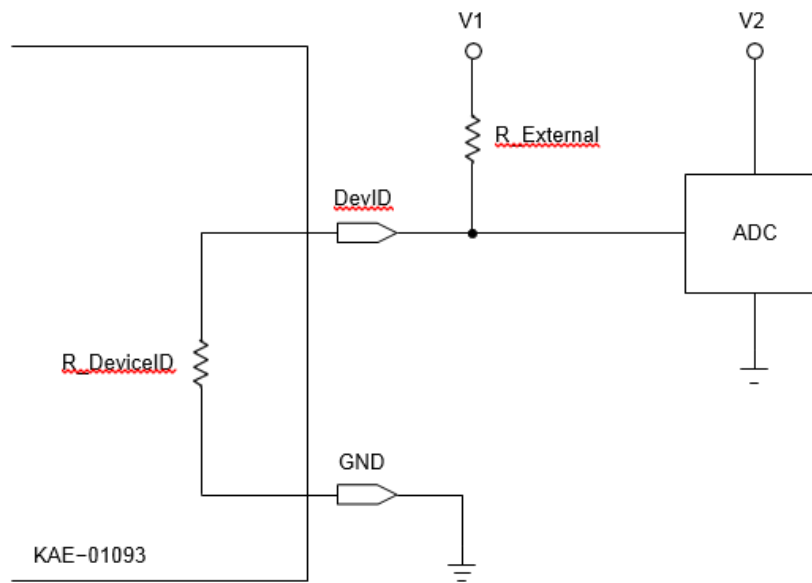 V1
V2
R_External
DevID
ADC
R_DeviceID
GND
KAE−01093